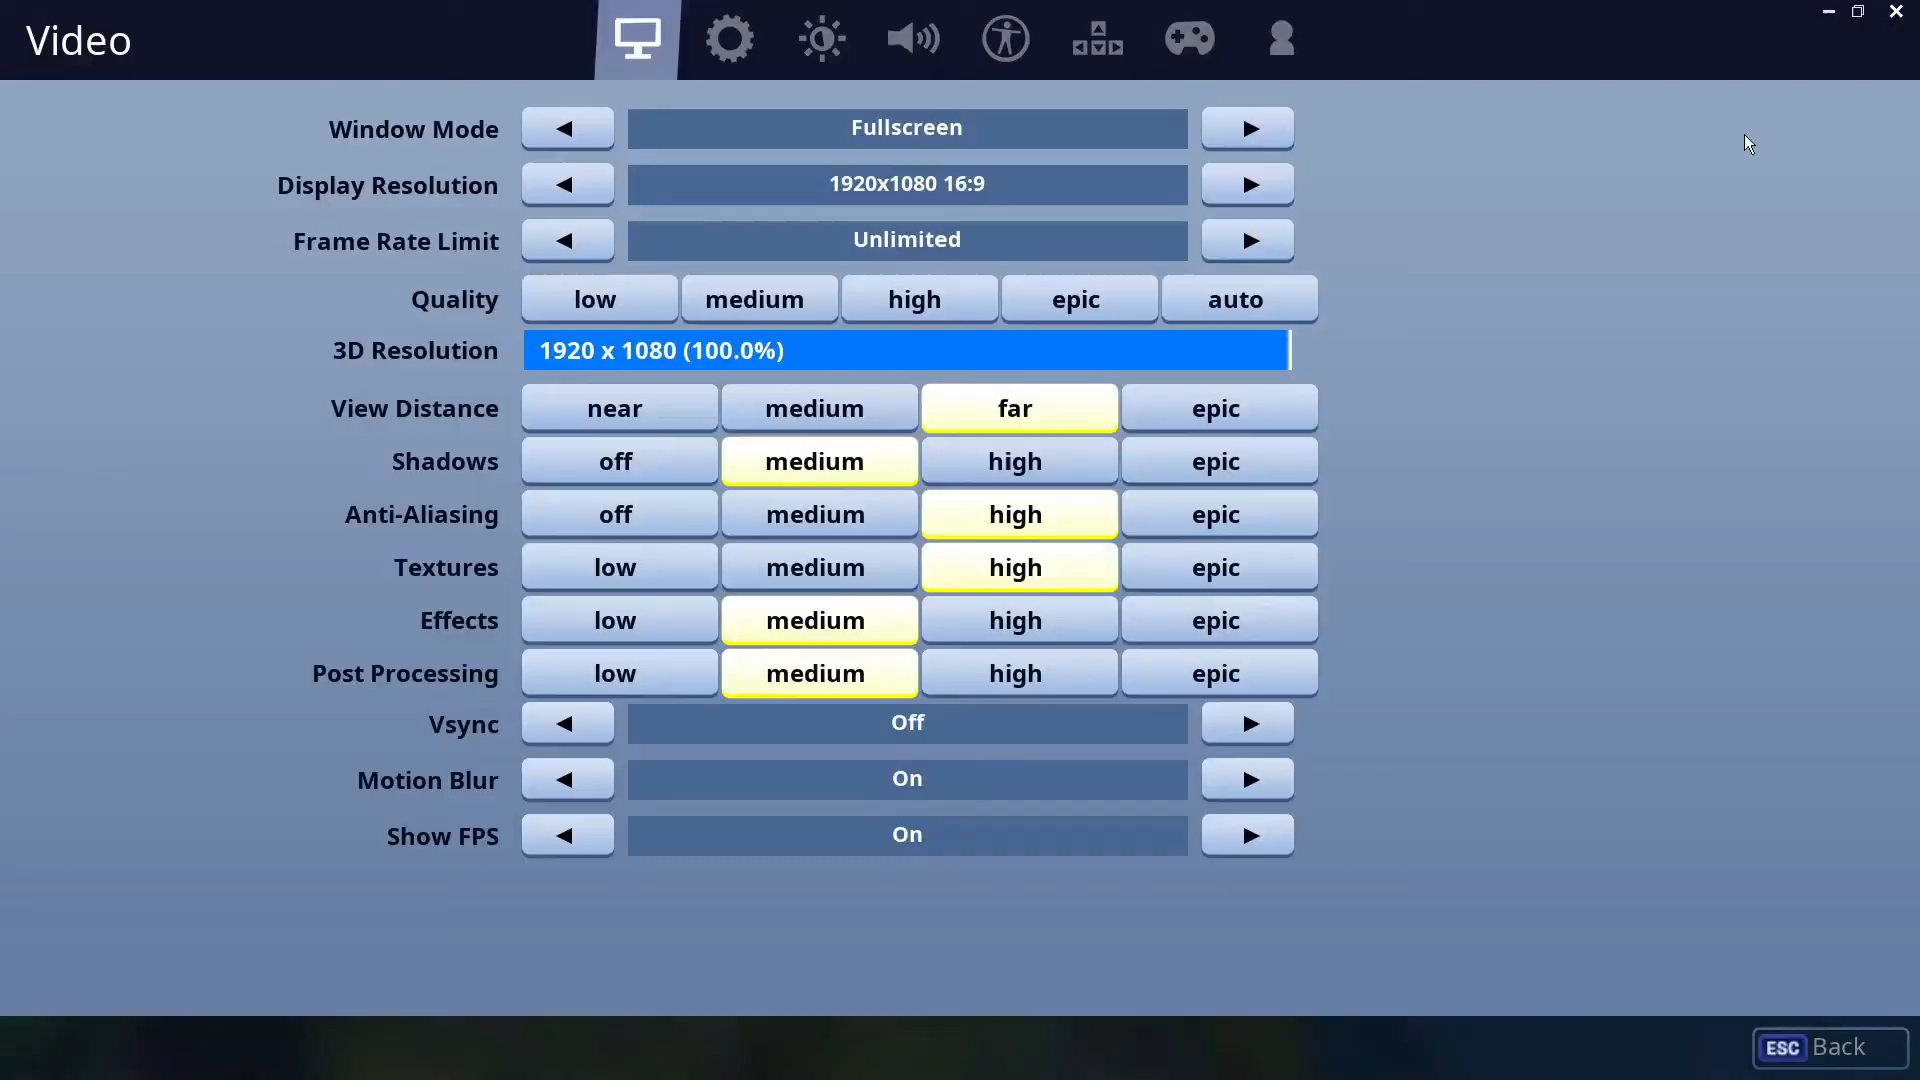 Video
Window Mode Fullscreen
Display Resolution 1920x1080 16:9
Frame Rate Limit Unlimited
Quality low medium high epic auto
3D Resolution 1920 x 1080 (100.0%)
View Distance near medium far epic
Shadows off medium high epic
Anti-Aliasing off medium high epic
Textures low medium high epic
Effects low medium high epic
Post Processing low medium high epic
Vsync Off
Motion Blur On
Show FPS On
ESC Back